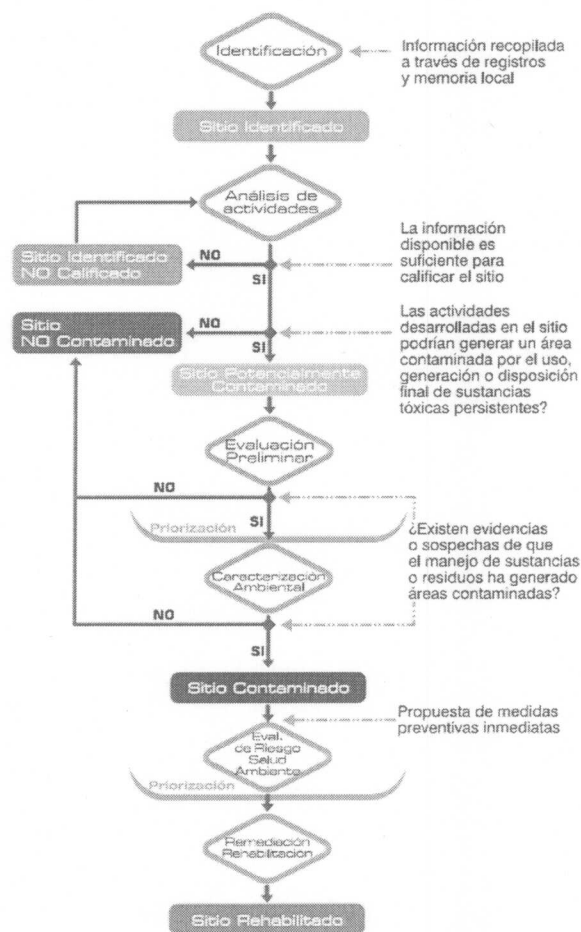 Identificación
Información recopilada
a través de registros
y memoria local
Sitio Identificado
Análisis de
actividades
Sitio Identificado
NO Calificado
NO
SI
La información
disponible es
suficiente para
calificar el sitio
Sitio
NO Contaminado
NO
SI
Las actividades
desarrolladas en el sitio
podrían generar un área
contaminada por el uso,
generación o disposición
final de sustancias
tóxicas persistentes?
Sitio Potencialmente
Contaminado
Evaluación
Preliminar
NO
SI
Priorización
¿Existen evidencias
o sospechas de que
el manejo de sustancias
o residuos ha generado
áreas contaminadas?
Caracterización
Ambiental
NO
SI
Sitio Contaminado
Propuesta de medidas
preventivas inmediatas
Eval.
de Riesgo
Salud
Ambiente
Priorización
Remediación
Rehabilitacion
Sitio Rehabilitado